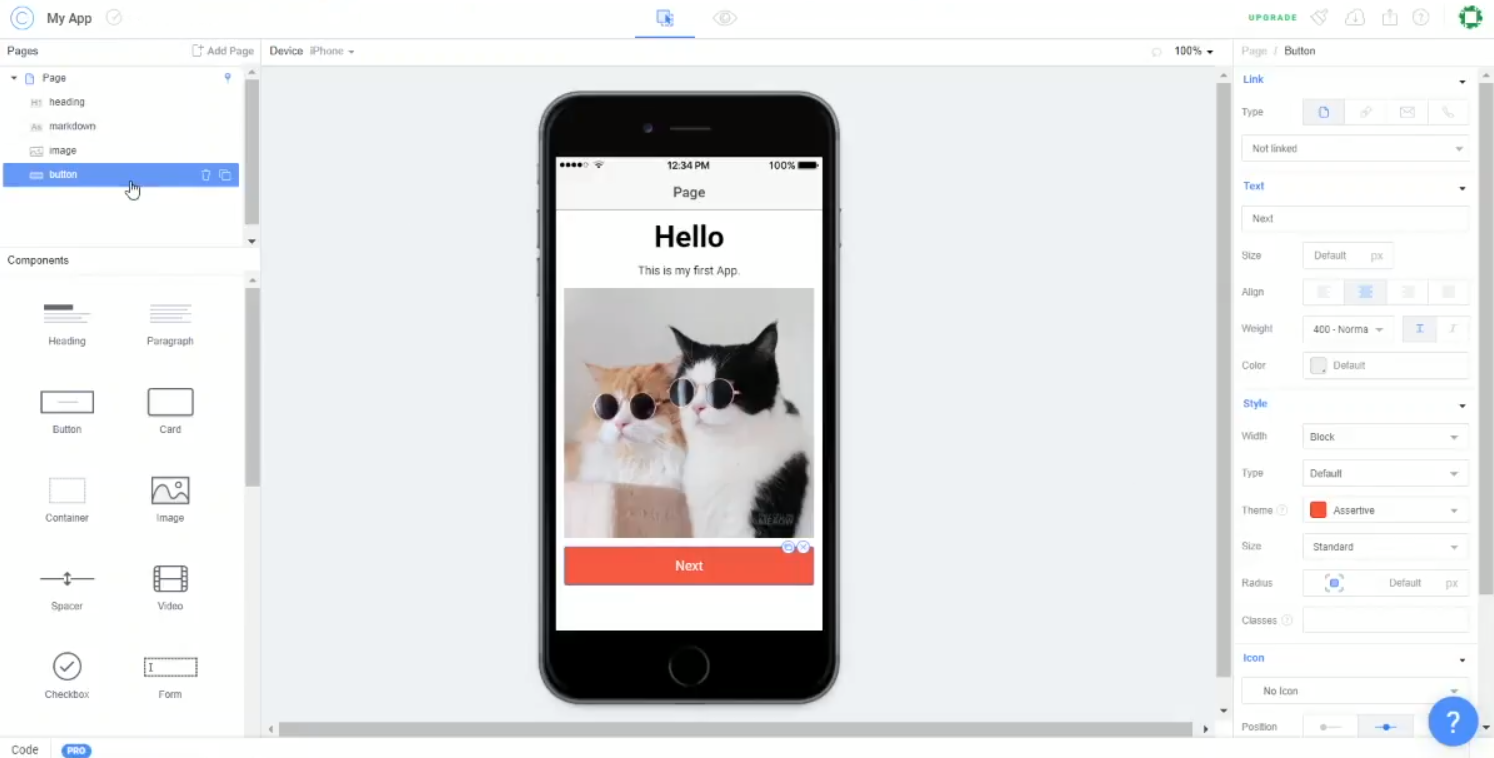 My App
UPGRADE
Pages
Add Page
Device iPhone
100%
Page / Button
Page
H1 heading
Aa markdown
image
button
Components
Heading
Paragraph
Button
Card
Container
Image
Spacer
Video
Checkbox
Form
12:34 PM
100%
Page
Hello
This is my first App.
MEOW
Next
Link
Type
Not linked
Text
Next
Size Default px
Align
Weight 400 - Norma
Color Default
Style
Width Block
Type Default
Theme Assertive
Size Standard
Radius Default px
Classes
Icon
No Icon
Position
?
Code PRO